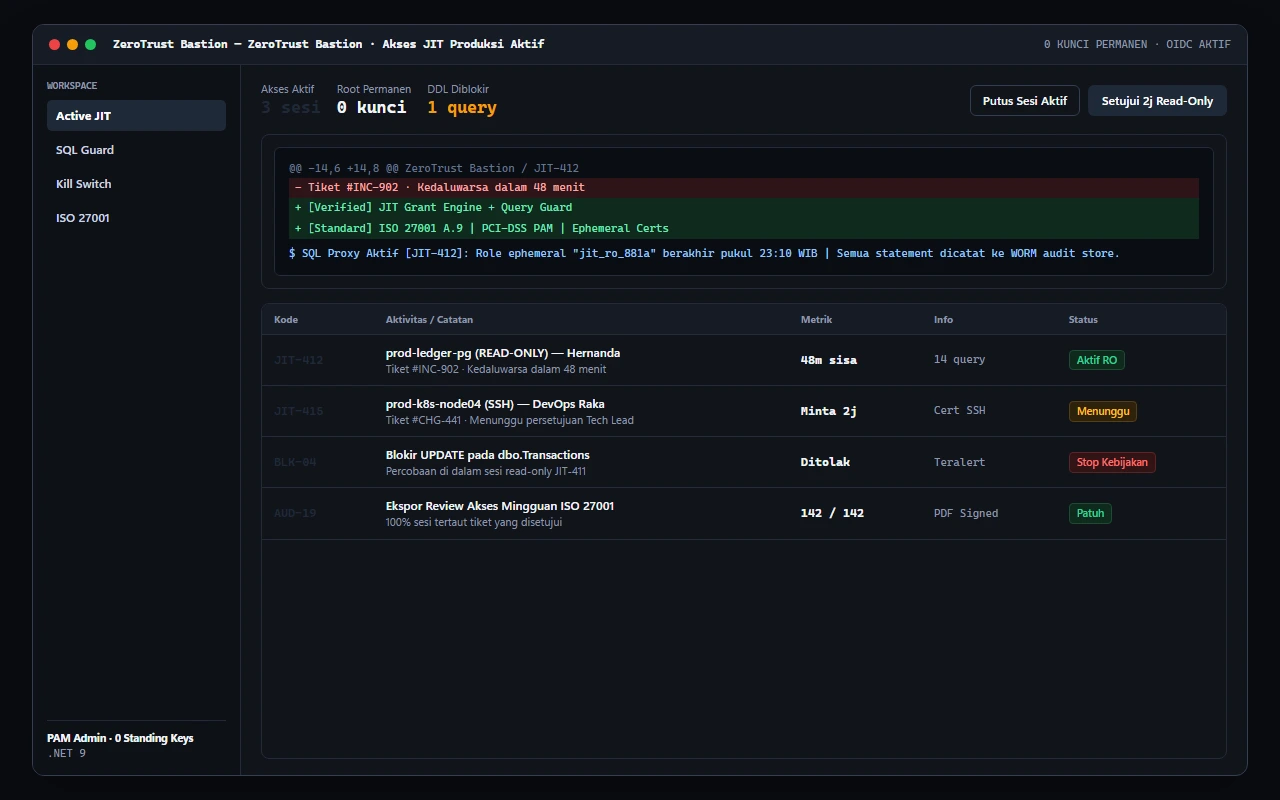 ZeroTrust Bastion — ZeroTrust Bastion · Akses JIT Produksi Aktif
0 KUNCI PERMANEN · OIDC AKTIF
WORKSPACE
Active JIT
SQL Guard
Kill Switch
ISO 27001
PAM Admin · 0 Standing Keys
.NET 9
Akses Aktif
3 sesi
Root Permanen
0 kunci
DDL Diblokir
1 query
Putus Sesi Aktif
Setujui 2j Read-Only
@@ -14,6 +14,8 @@ ZeroTrust Bastion / JIT-412
- Tiket #INC-902 · Kedaluwarsa dalam 48 menit
+ [Verified] JIT Grant Engine + Query Guard
+ [Standard] ISO 27001 A.9 | PCI-DSS PAM | Ephemeral Certs
$ SQL Proxy Aktif [JIT-412]: Role ephemeral "jit_ro_881a" berakhir pukul 23:10 WIB | Semua statement dicatat ke WORM audit store.
Kode Aktivitas / Catatan Metrik Info Status
JIT-412 prod-ledger-pg (READ-ONLY) — Hernanda 48m sisa 14 query Aktif RO
Tiket #INC-902 · Kedaluwarsa dalam 48 menit
JIT-415 prod-k8s-node04 (SSH) — DevOps Raka Minta 2j Cert SSH Menunggu
Tiket #CHG-441 · Menunggu persetujuan Tech Lead
BLK-04 Blokir UPDATE pada dbo.Transactions Ditolak Teralert Stop Kebijakan
Percobaan di dalam sesi read-only JIT-411
AUD-19 Ekspor Review Akses Mingguan ISO 27001 142 / 142 PDF Signed Patuh
100% sesi tertaut tiket yang disetujui